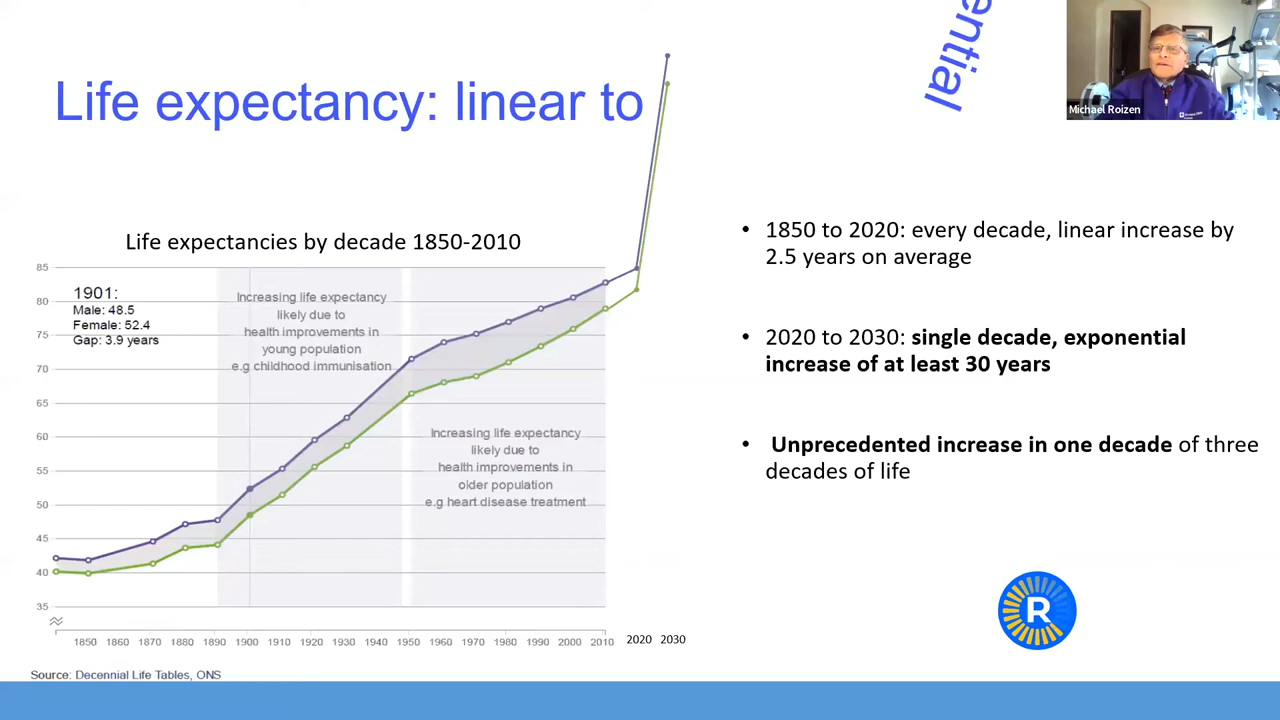 ential
Life expectancy: linear to
Michael Roizen
Life expectancies by decade 1850-2010
85
80
75
70
65
60
55
50
45
40
35
1901:
Male: 48.5
Female: 52.4
Gap: 3.9 years
Increasing life expectancy
likely due to
health improvements in
young population
e.g childhood immunisation
Increasing life expectancy
likely due to
health improvements in
older population
e.g heart disease treatment
1850 1860 1870 1880 1890 1900 1910 1920 1930 1940 1950 1960 1970 1980 1990 2000 2010 2020 2030
Source: Decennial Life Tables, ONS
• 1850 to 2020: every decade, linear increase by
2.5 years on average
• 2020 to 2030: single decade, exponential
increase of at least 30 years
• Unprecedented increase in one decade of three
decades of life
R